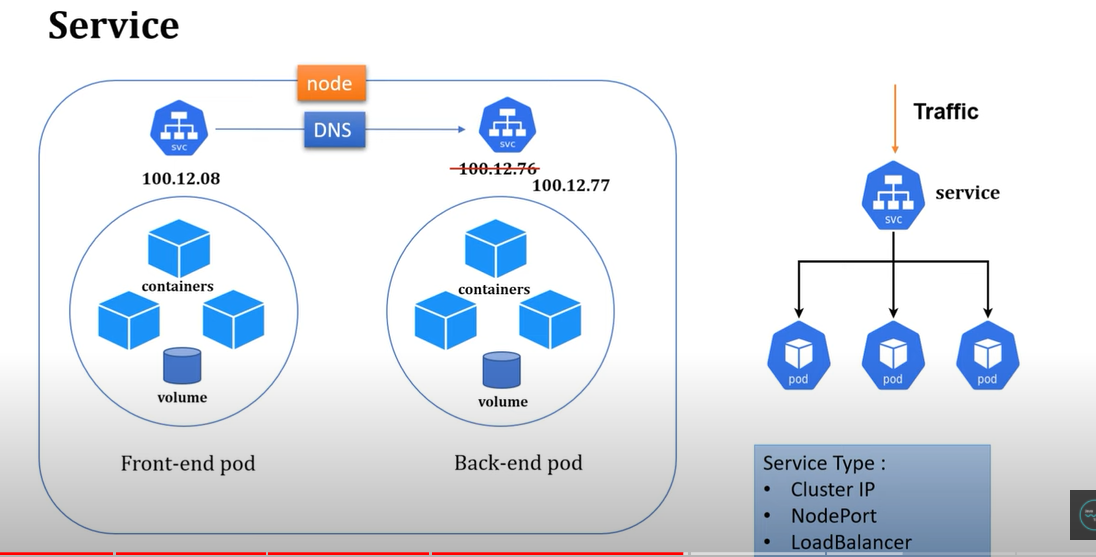 Service
node
DNS
svc
svc
100.12.08
100.12.76
100.12.77
containers
containers
volume
volume
Front-end pod
Back-end pod
Traffic
svc
service
pod
pod
pod
Service Type :
• Cluster IP
• NodePort
• LoadBalancer